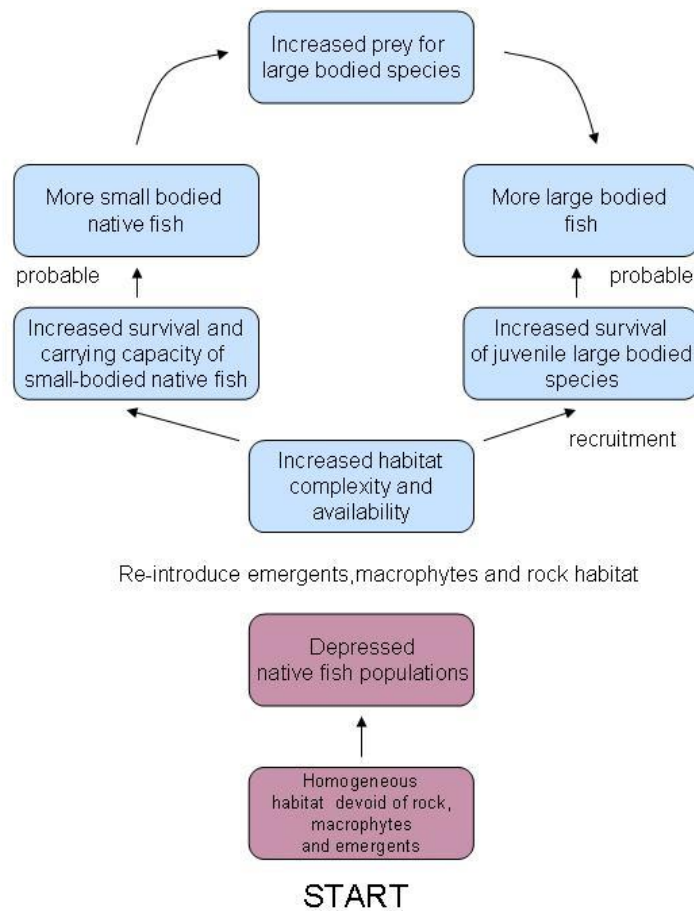 Increased prey for
large bodied species
More small bodied
native fish
More large bodied
fish
probable
probable
Increased survival and
carrying capacity of
small-bodied native fish
Increased survival
of juvenile large bodied
species
recruitment
Increased habitat
complexity and
availability
Re-introduce emergents,macrophytes and rock habitat
Depressed
native fish populations
Homogeneous
habitat devoid of rock,
macrophytes
and emergents
START